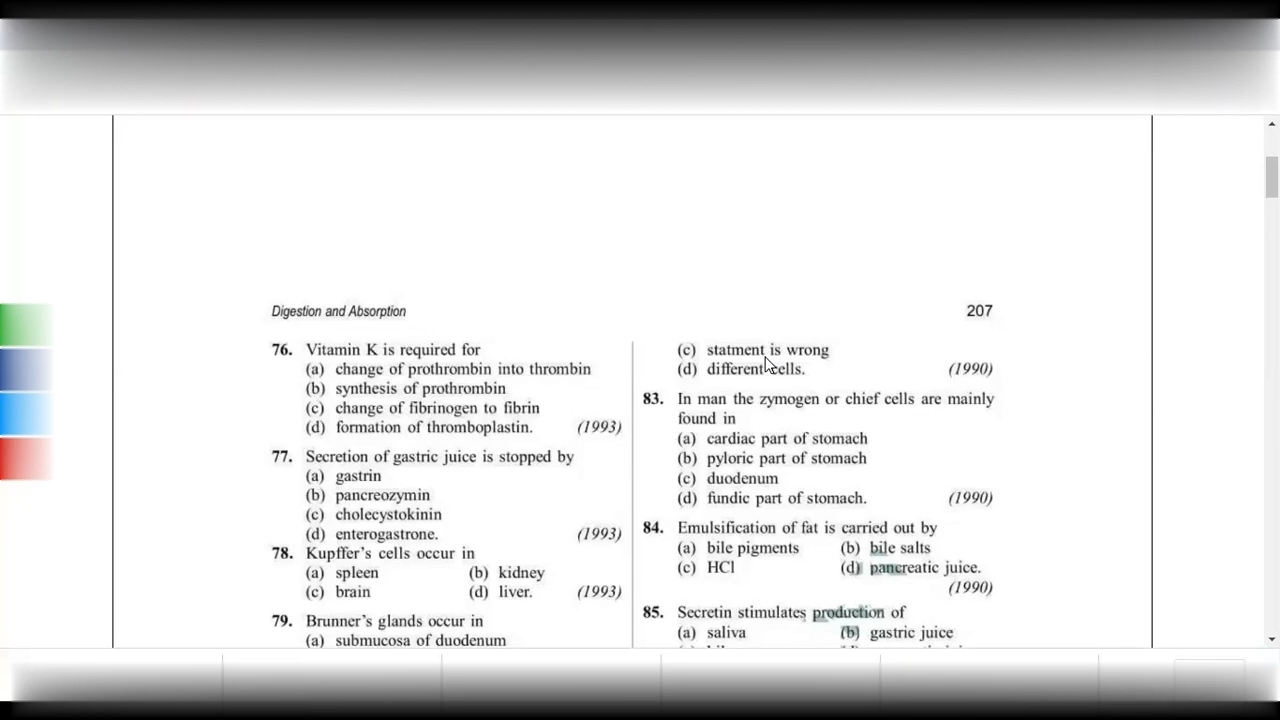 Digestion and Absorption
207
76. Vitamin K is required for
(a) change of prothrombin into thrombin
(b) synthesis of prothrombin
(c) change of fibrinogen to fibrin
(d) formation of thromboplastin. (1993)
77. Secretion of gastric juice is stopped by
(a) gastrin
(b) pancreozymin
(c) cholecystokinin
(d) enterogastrone. (1993)
78. Kupffer's cells occur in
(a) spleen (b) kidney
(c) brain (d) liver. (1993)
79. Brunner's glands occur in
(a) submucosa of duodenum
(c) statment is wrong
(d) different cells. (1990)
83. In man the zymogen or chief cells are mainly
found in
(a) cardiac part of stomach
(b) pyloric part of stomach
(c) duodenum
(d) fundic part of stomach. (1990)
84. Emulsification of fat is carried out by
(a) bile pigments (b) bile salts
(c) HCl (d) pancreatic juice.
(1990)
85. Secretin stimulates production of
(a) saliva (b) gastric juice